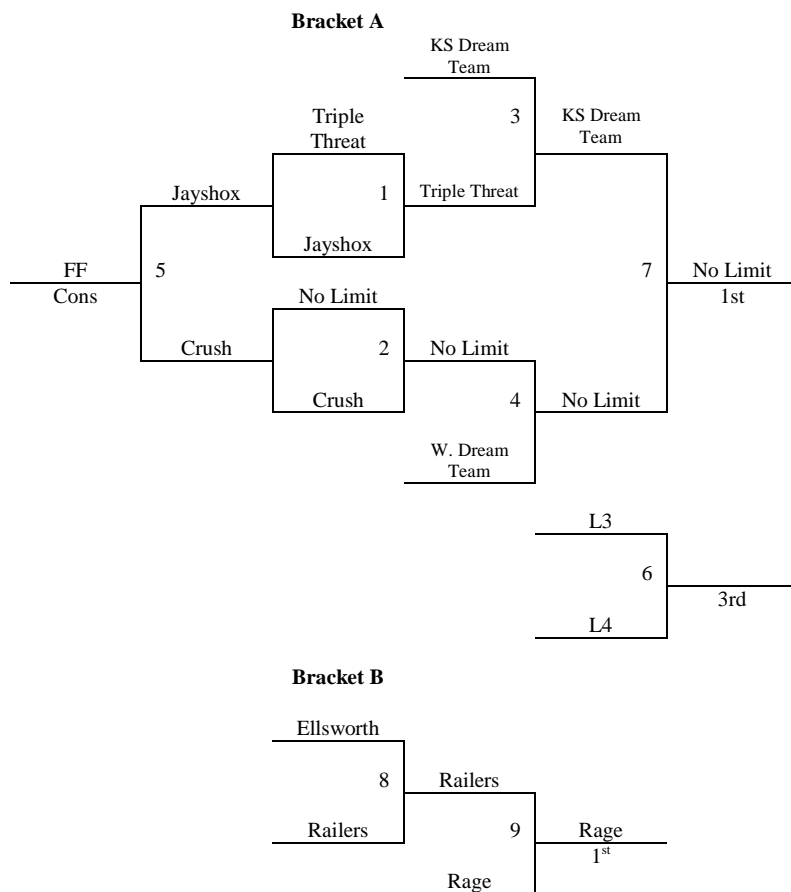 Bracket A
KS Dream
Team
Triple
Threat
3
KS Dream
Team
Jayshox
1
Triple Threat
Jayshox
FF
5
7
No Limit
Cons
No Limit
1st
Crush
2
No Limit
Crush
4
No Limit
W. Dream
Team
L3
6
3rd
L4
Bracket B
Ellsworth
8
Railers
Railers
9
Rage
1st
Rage